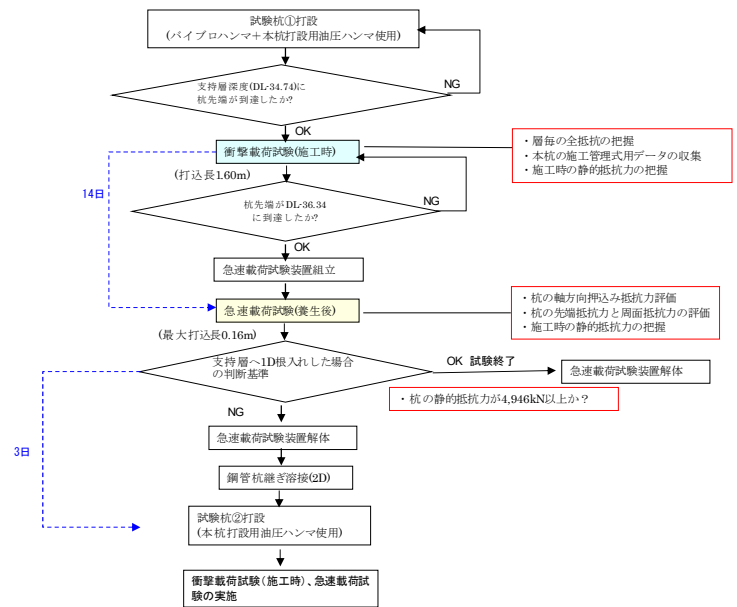 試験杭①打設
(バイブロハンマ＋本杭打設用油圧ハンマ使用)
NG
支持層深度(DL-34.74)に
杭先端が到達したか?
OK
衝撃載荷試験(施工時)
・層毎の全抵抗の把握
・本杭の施工管理式用データの収集
・施工時の静的抵抗力の把握
(打込長1.60m)
14日
NG
杭先端がDL-36.34
に到達したか?
OK
急速載荷試験装置組立
急速載荷試験(養生後)
・杭の軸方向押込み抵抗力評価
・杭の先端抵抗力と周面抵抗力の評価
・施工時の静的抵抗力の把握
(最大打込長0.16m)
支持層へ1D根入れした場合
の判断基準
OK 試験終了
急速載荷試験装置解体
・杭の静的抵抗力が4,946kN以上か？
NG
急速載荷試験装置解体
3日
鋼管杭継ぎ溶接(2D)
試験杭②打設
(本杭打設用油圧ハンマ使用)
衝撃載荷試験(施工時)、急速載荷試
験の実施